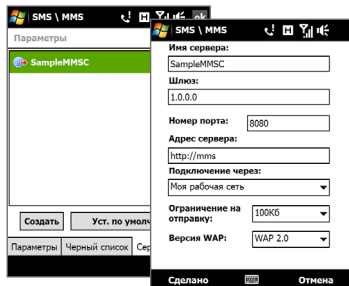 SMS \ MMS
ok
Параметры
SampleMMSC
Создать
Уст. по умолч
Параметры
Черный список
Сер
SMS \ MMS
Имя сервера:
SampleMMSC
Шлюз:
1.0.0.0
Номер порта: 8080
Адрес сервера:
http://mms
Подключение через:
Моя рабочая сеть
Ограничение на отправку: 100Кб
Версия WAP: WAP 2.0
Сделано
Отмена